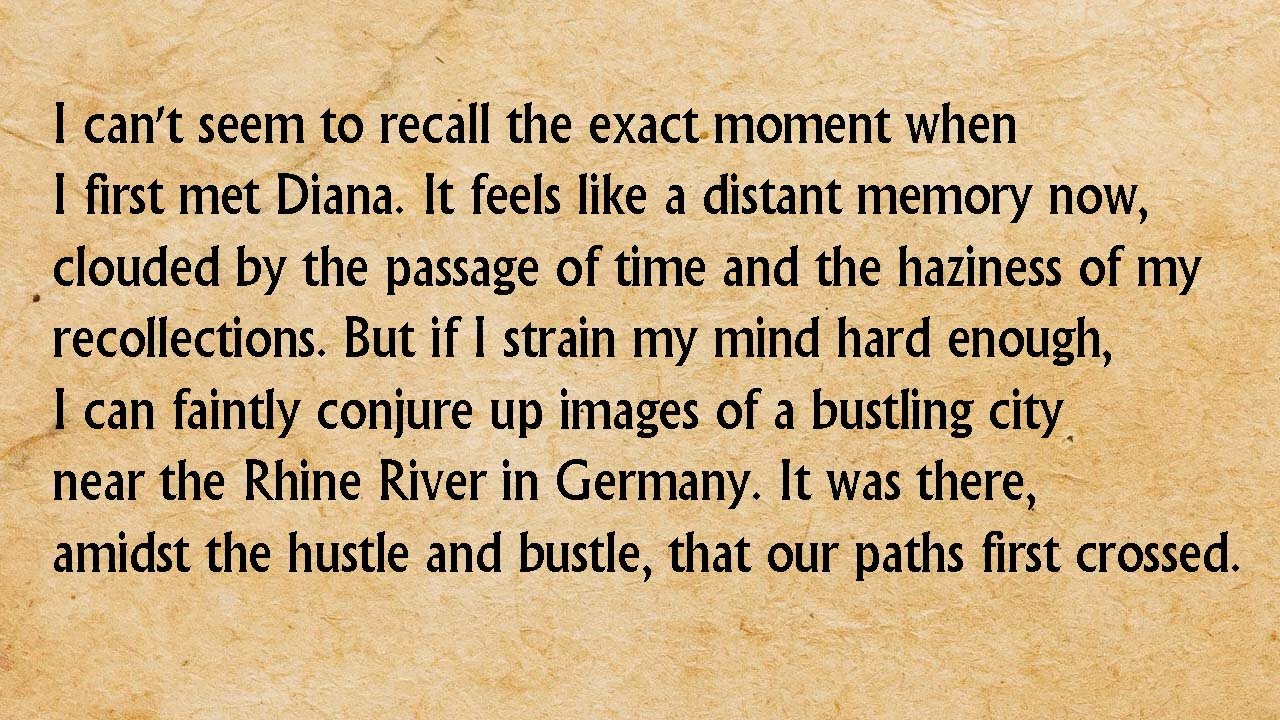 I can’t seem to recall the exact moment when
I first met Diana. It feels like a distant memory now,
clouded by the passage of time and the haziness of my
recollections. But if I strain my mind hard enough,
I can faintly conjure up images of a bustling city
near the Rhine River in Germany. It was there,
amidst the hustle and bustle, that our paths first crossed.